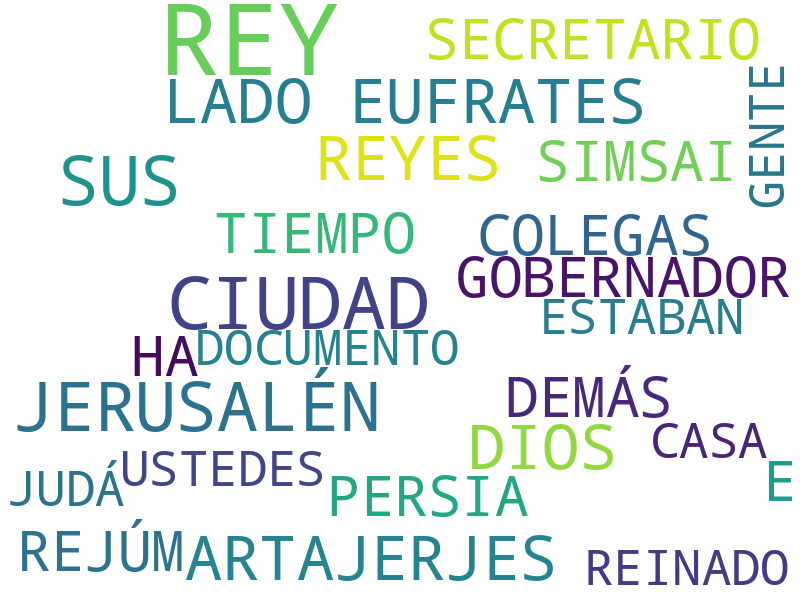 REY SECRETARIO
LADO EUFRATES GENTE
SUS REYES SIMSAI
TIEMPO COLEGAS
CIUDAD GOBERNADOR
HA DOCUMENTO ESTABAN
JERUSALÉN DEMÁS
DIOS CASA
JUDÁ USTEDES PERSIA E
REJÚM ARTAJERJES REINADO